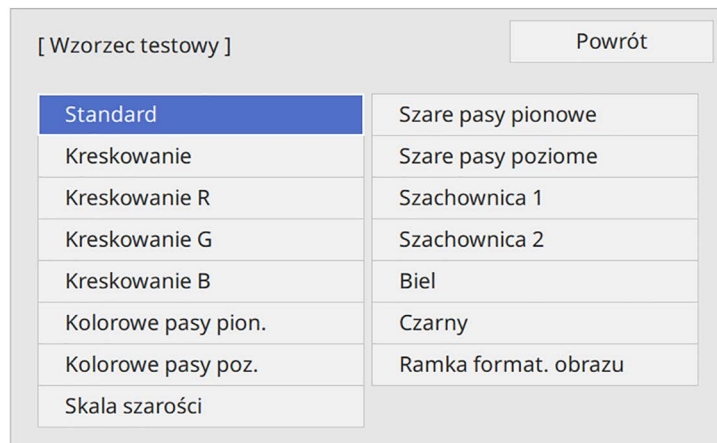 [ Wzorzec testowy ]
Powrót
Standard
Kreskowanie
Kreskowanie R
Kreskowanie G
Kreskowanie B
Kolorowe pasy pion.
Kolorowe pasy poz.
Skala szarości
Szare pasy pionowe
Szare pasy poziome
Szachownica 1
Szachownica 2
Biel
Czarny
Ramka format. obrazu